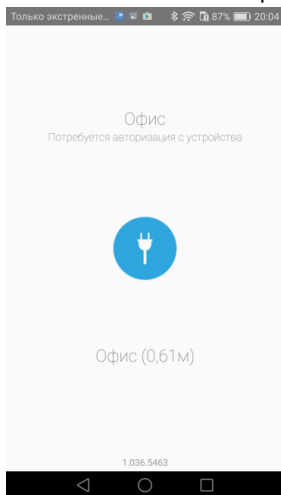 Только экстренные... 87% 20:04
Офис
Потребуется авторизация с устройства
Офис (0,61м)
1.036.5463